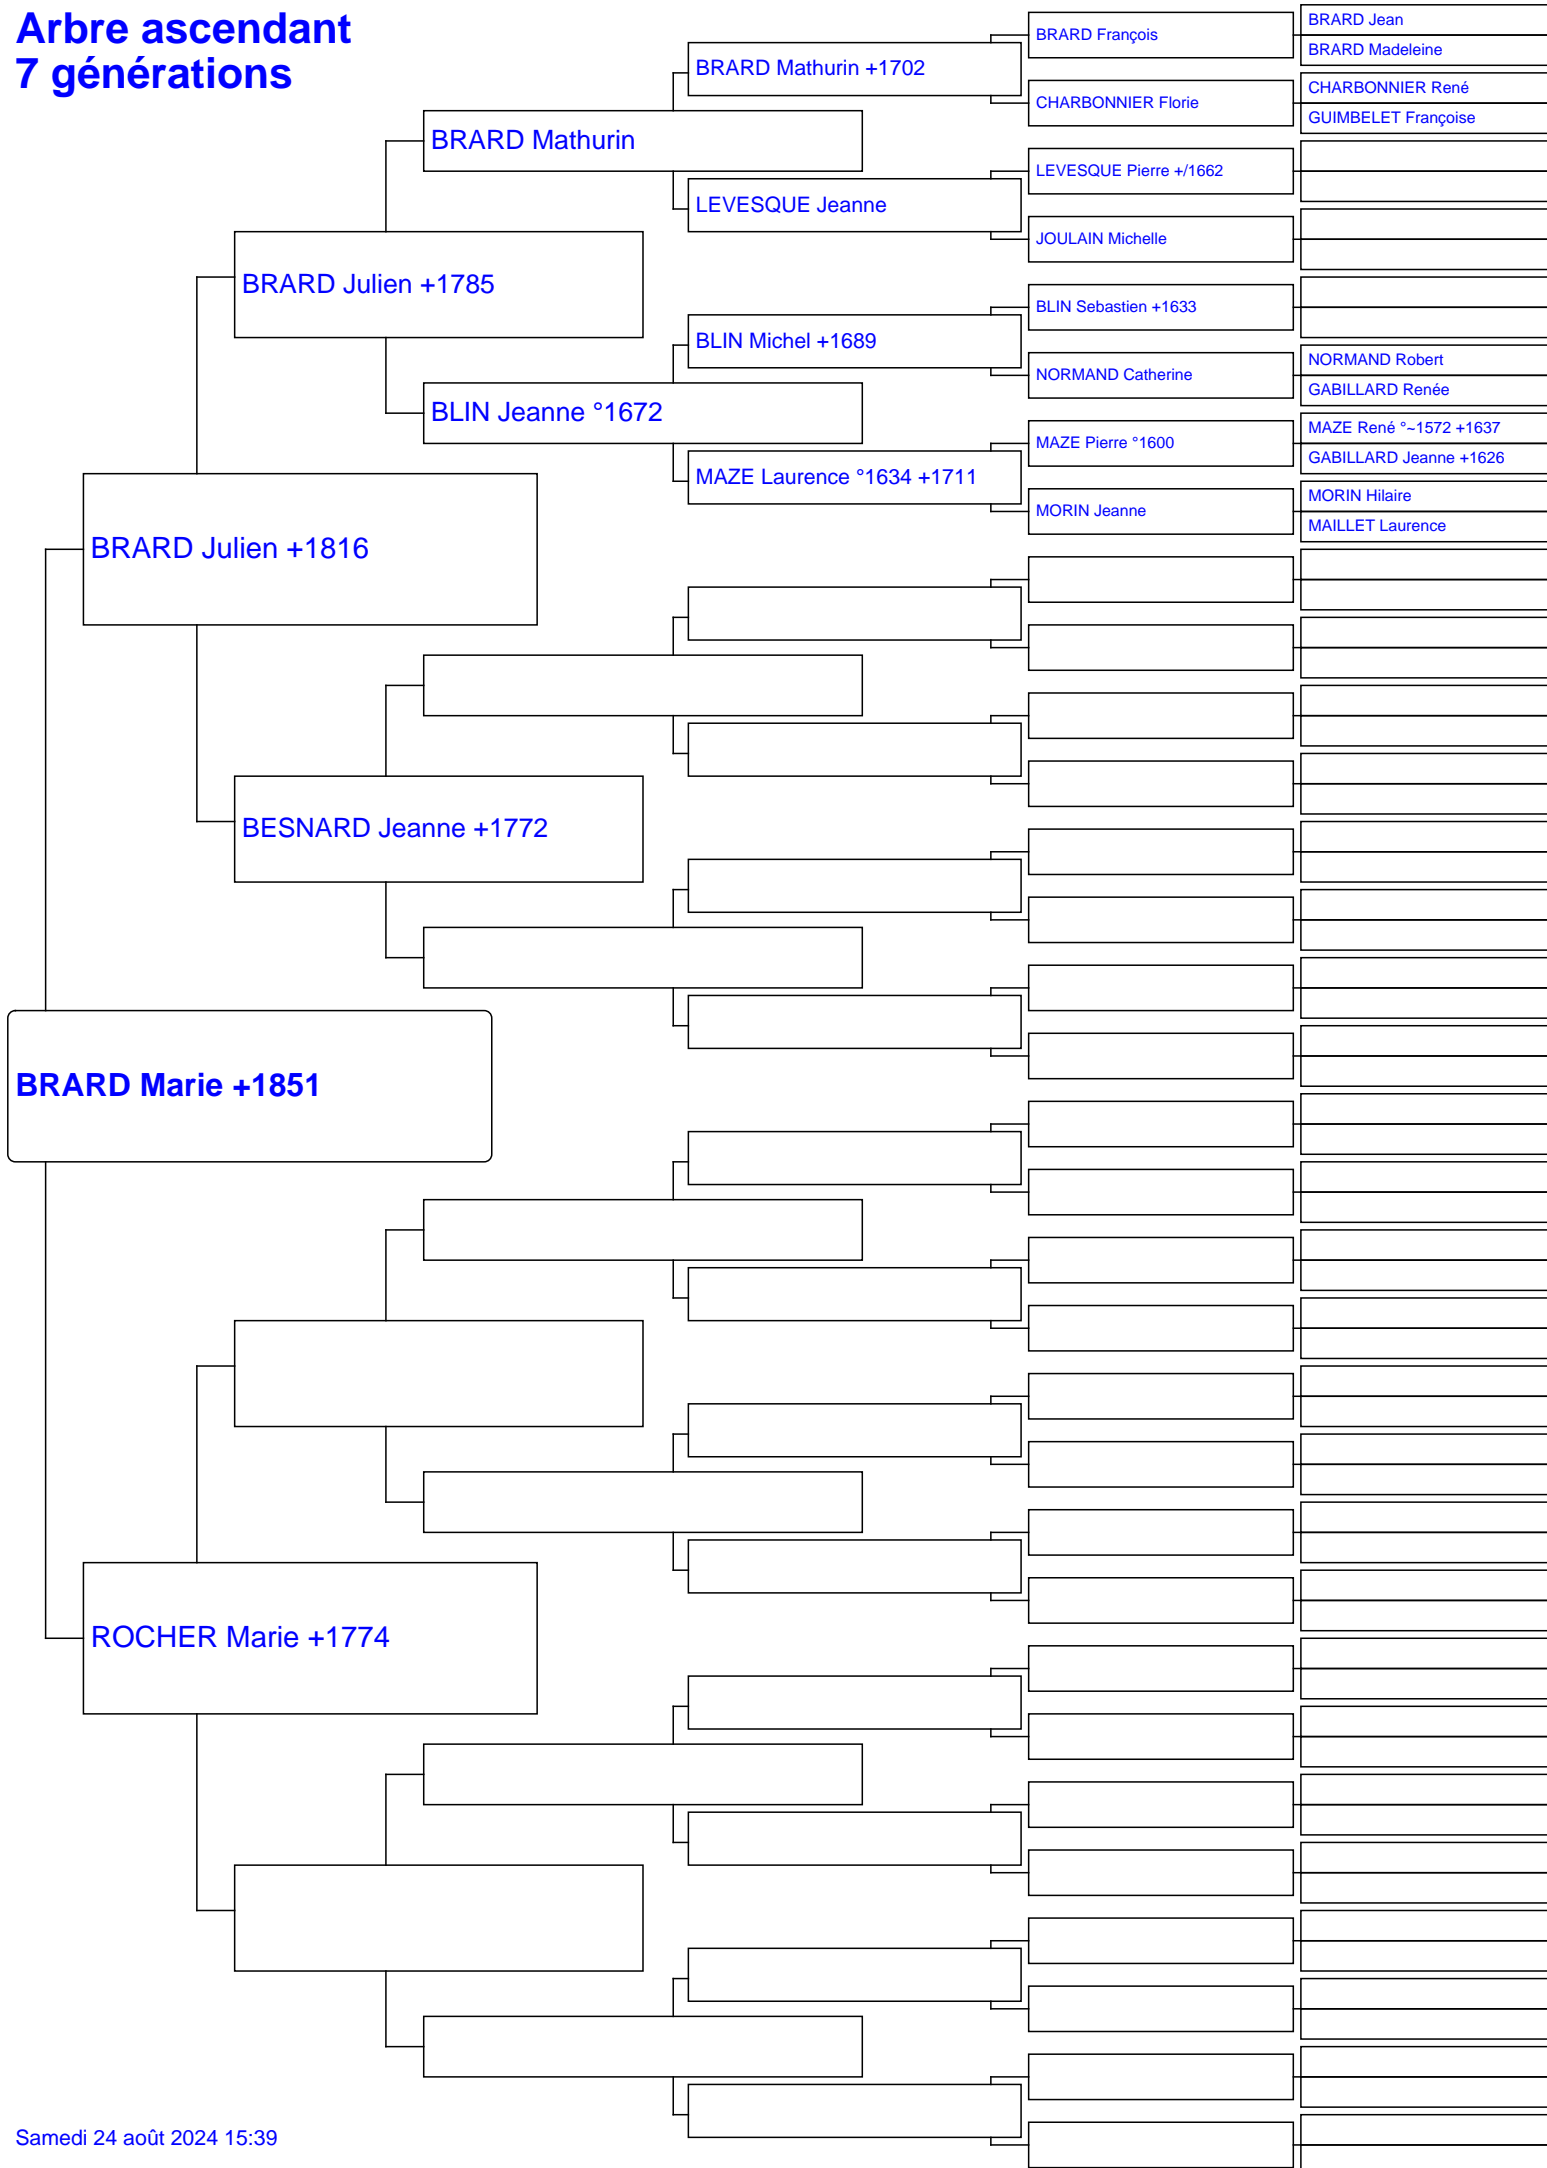 Arbre ascendant
7 générations
BRARD François
BRARD Jean
BRARD Madeleine
BRARD Mathurin +1702
CHARBONNIER Florie
CHARBONNIER René
GUIMBELET Françoise
BRARD Mathurin
LEVESQUE Pierre +/1662
LEVESQUE Jeanne
JOULAIN Michelle
BRARD Julien +1785
BLIN Sebastien +1633
BLIN Michel +1689
NORMAND Catherine
NORMAND Robert
GABILLARD Renée
BLIN Jeanne °1672
MAZE Pierre °1600
MAZE René °~1572 +1637
GABILLARD Jeanne +1626
MAZE Laurence °1634 +1711
MORIN Jeanne
MORIN Hilaire
MAILLET Laurence
BRARD Julien +1816
BESNARD Jeanne +1772
BRARD Marie +1851
ROCHER Marie +1774
Samedi 24 août 2024 15:39